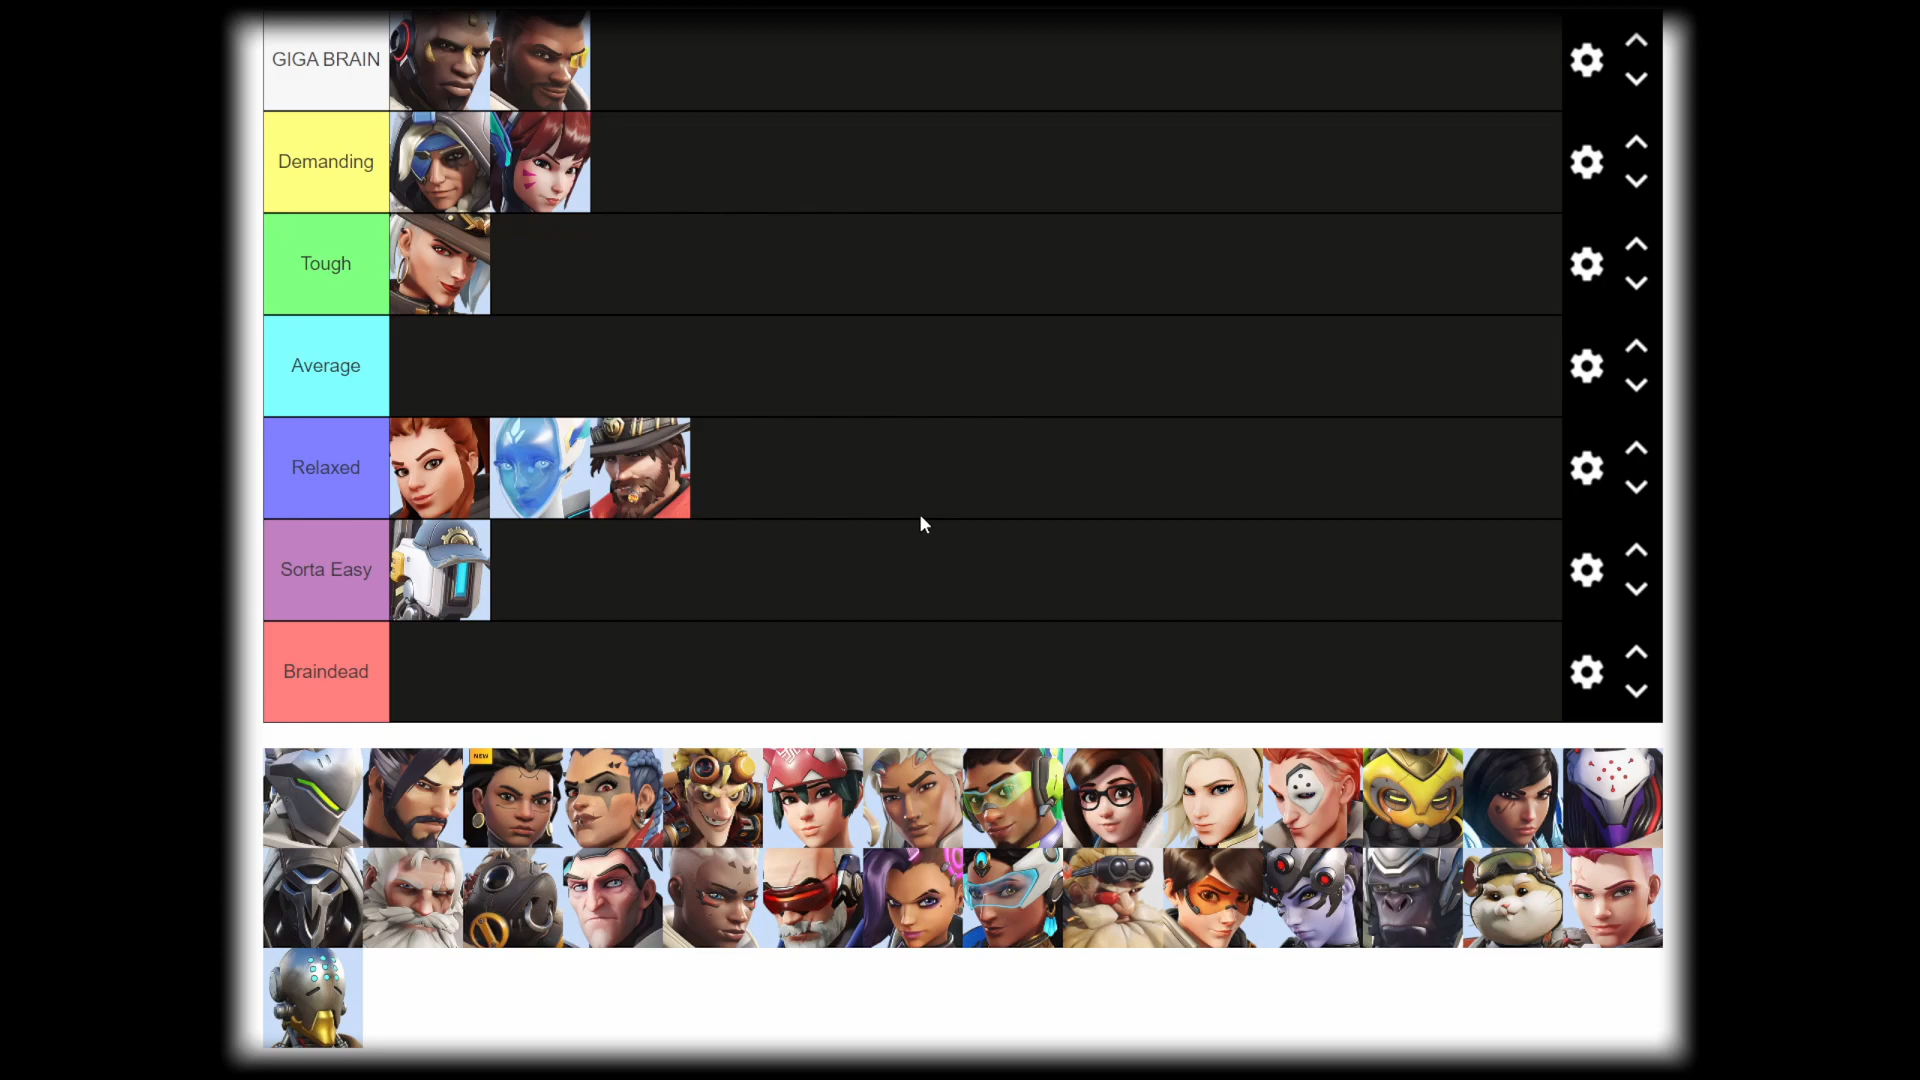 GIGA BRAIN
Demanding
Tough
Average
Relaxed
Sorta Easy
Braindead
NEW